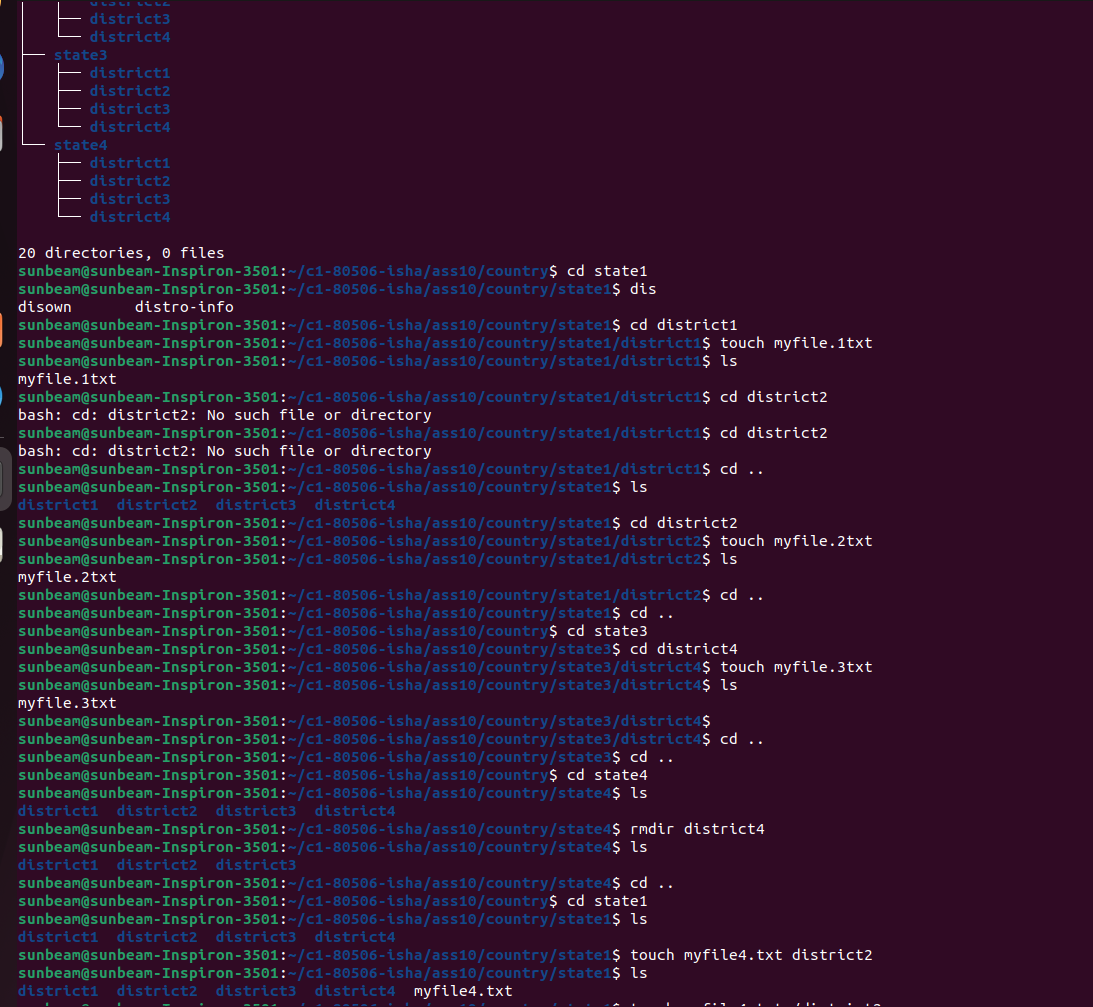 district2
├── district3
└── district4
├── state3
├── district1
├── district2
├── district3
└── district4
└── state4
├── district1
├── district2
├── district3
└── district4
20 directories, 0 files
sunbeam@sunbeam-Inspiron-3501:~/c1-80506-isha/ass10/country$ cd state1
sunbeam@sunbeam-Inspiron-3501:~/c1-80506-isha/ass10/country/state1$ dis
disown       distro-info
sunbeam@sunbeam-Inspiron-3501:~/c1-80506-isha/ass10/country/state1$ cd district1
sunbeam@sunbeam-Inspiron-3501:~/c1-80506-isha/ass10/country/state1/district1$ touch myfile.1txt
sunbeam@sunbeam-Inspiron-3501:~/c1-80506-isha/ass10/country/state1/district1$ ls
myfile.1txt
sunbeam@sunbeam-Inspiron-3501:~/c1-80506-isha/ass10/country/state1/district1$ cd district2
bash: cd: district2: No such file or directory
sunbeam@sunbeam-Inspiron-3501:~/c1-80506-isha/ass10/country/state1/district1$ cd district2
bash: cd: district2: No such file or directory
sunbeam@sunbeam-Inspiron-3501:~/c1-80506-isha/ass10/country/state1/district1$ cd ..
sunbeam@sunbeam-Inspiron-3501:~/c1-80506-isha/ass10/country/state1$ ls
district1  district2  district3  district4
sunbeam@sunbeam-Inspiron-3501:~/c1-80506-isha/ass10/country/state1$ cd district2
sunbeam@sunbeam-Inspiron-3501:~/c1-80506-isha/ass10/country/state1/district2$ touch myfile.2txt
sunbeam@sunbeam-Inspiron-3501:~/c1-80506-isha/ass10/country/state1/district2$ ls
myfile.2txt
sunbeam@sunbeam-Inspiron-3501:~/c1-80506-isha/ass10/country/state1/district2$ cd ..
sunbeam@sunbeam-Inspiron-3501:~/c1-80506-isha/ass10/country/state1$ cd ..
sunbeam@sunbeam-Inspiron-3501:~/c1-80506-isha/ass10/country$ cd state3
sunbeam@sunbeam-Inspiron-3501:~/c1-80506-isha/ass10/country/state3$ cd district4
sunbeam@sunbeam-Inspiron-3501:~/c1-80506-isha/ass10/country/state3/district4$ touch myfile.3txt
sunbeam@sunbeam-Inspiron-3501:~/c1-80506-isha/ass10/country/state3/district4$ ls
myfile.3txt
sunbeam@sunbeam-Inspiron-3501:~/c1-80506-isha/ass10/country/state3/district4$
sunbeam@sunbeam-Inspiron-3501:~/c1-80506-isha/ass10/country/state3/district4$ cd ..
sunbeam@sunbeam-Inspiron-3501:~/c1-80506-isha/ass10/country/state3$ cd ..
sunbeam@sunbeam-Inspiron-3501:~/c1-80506-isha/ass10/country$ cd state4
sunbeam@sunbeam-Inspiron-3501:~/c1-80506-isha/ass10/country/state4$ ls
district1  district2  district3  district4
sunbeam@sunbeam-Inspiron-3501:~/c1-80506-isha/ass10/country/state4$ rmdir district4
sunbeam@sunbeam-Inspiron-3501:~/c1-80506-isha/ass10/country/state4$ ls
district1  district2  district3
sunbeam@sunbeam-Inspiron-3501:~/c1-80506-isha/ass10/country/state4$ cd ..
sunbeam@sunbeam-Inspiron-3501:~/c1-80506-isha/ass10/country$ cd state1
sunbeam@sunbeam-Inspiron-3501:~/c1-80506-isha/ass10/country/state1$ ls
district1  district2  district3  district4
sunbeam@sunbeam-Inspiron-3501:~/c1-80506-isha/ass10/country/state1$ touch myfile4.txt district2
sunbeam@sunbeam-Inspiron-3501:~/c1-80506-isha/ass10/country/state1$ ls
district1  district2  district3  district4  myfile4.txt